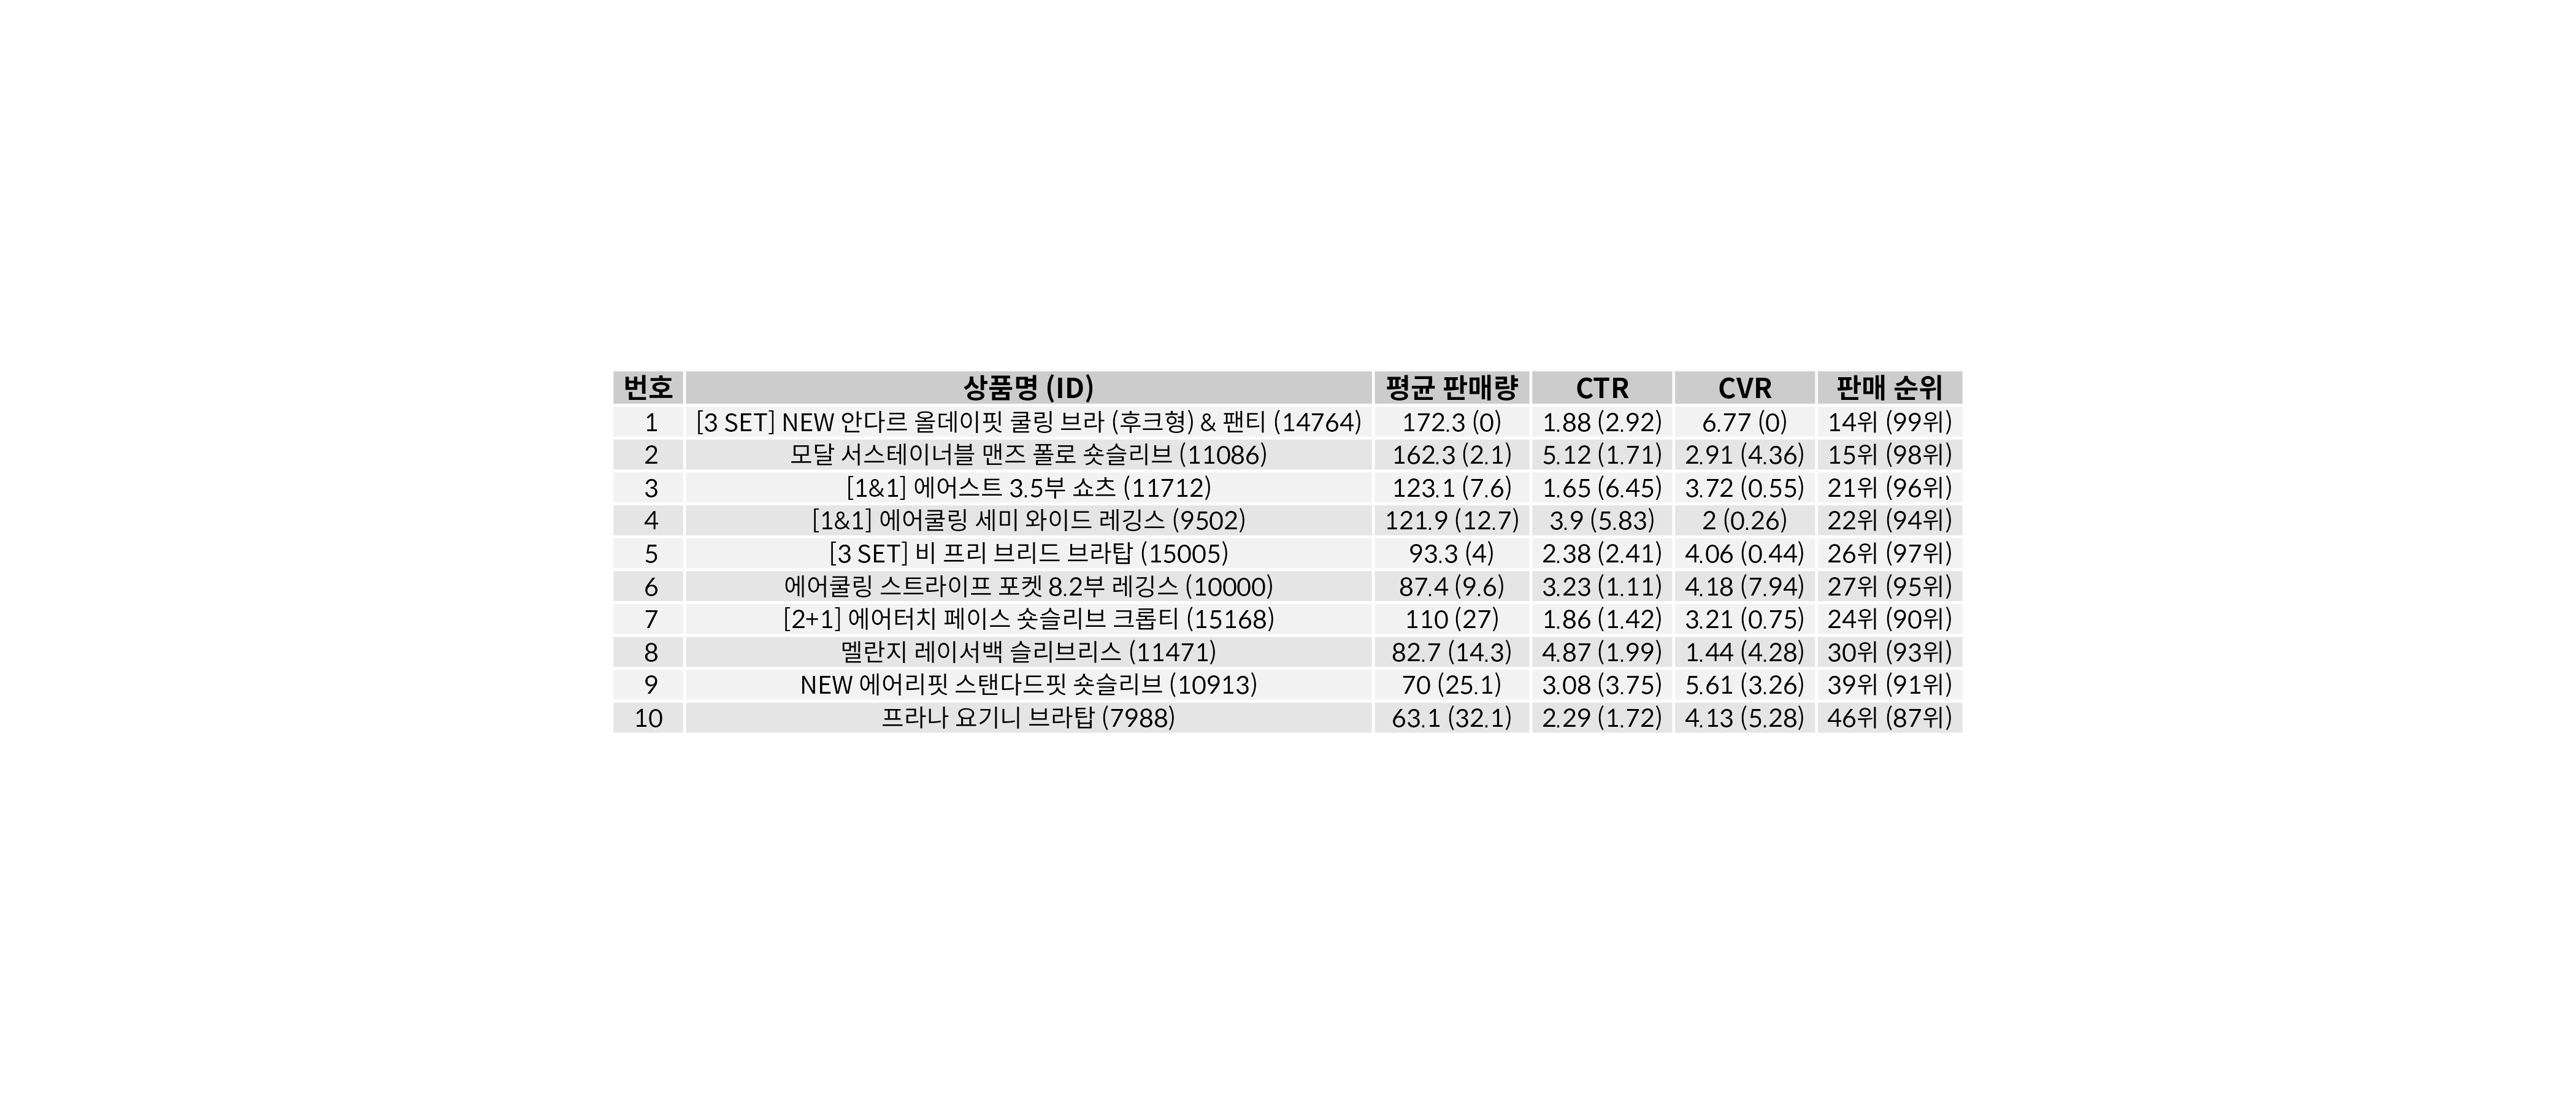 번호 상품명 (ID) 평균 판매량 CTR CVR 판매 순위
1 [3 SET] NEW 안다르 올데이핏 쿨링 브라 (후크형) & 팬티 (14764) 172.3 (0) 1.88 (2.92) 6.77 (0) 14위 (99위)
2 모달 서스테이너블 맨즈 폴로 숏슬리브 (11086) 162.3 (2.1) 5.12 (1.71) 2.91 (4.36) 15위 (98위)
3 [1&1] 에어스트 3.5부 쇼츠 (11712) 123.1 (7.6) 1.65 (6.45) 3.72 (0.55) 21위 (96위)
4 [1&1] 에어쿨링 세미 와이드 레깅스 (9502) 121.9 (12.7) 3.9 (5.83) 2 (0.26) 22위 (94위)
5 [3 SET] 비 프리 브리드 브라탑 (15005) 93.3 (4) 2.38 (2.41) 4.06 (0.44) 26위 (97위)
6 에어쿨링 스트라이프 포켓 8.2부 레깅스 (10000) 87.4 (9.6) 3.23 (1.11) 4.18 (7.94) 27위 (95위)
7 [2+1] 에어터치 페이스 숏슬리브 크롭티 (15168) 110 (27) 1.86 (1.42) 3.21 (0.75) 24위 (90위)
8 멜란지 레이서백 슬리브리스 (11471) 82.7 (14.3) 4.87 (1.99) 1.44 (4.28) 30위 (93위)
9 NEW 에어리핏 스탠다드핏 숏슬리브 (10913) 70 (25.1) 3.08 (3.75) 5.61 (3.26) 39위 (91위)
10 프라나 요기니 브라탑 (7988) 63.1 (32.1) 2.29 (1.72) 4.13 (5.28) 46위 (87위)